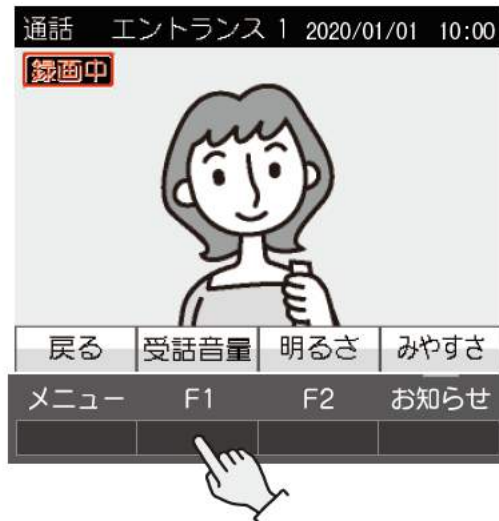 通話 エントランス 1 2020/01/01 10:00
録画中
戻る 受話音量 明るさ みやすさ
メニュー F1 F2 お知らせ